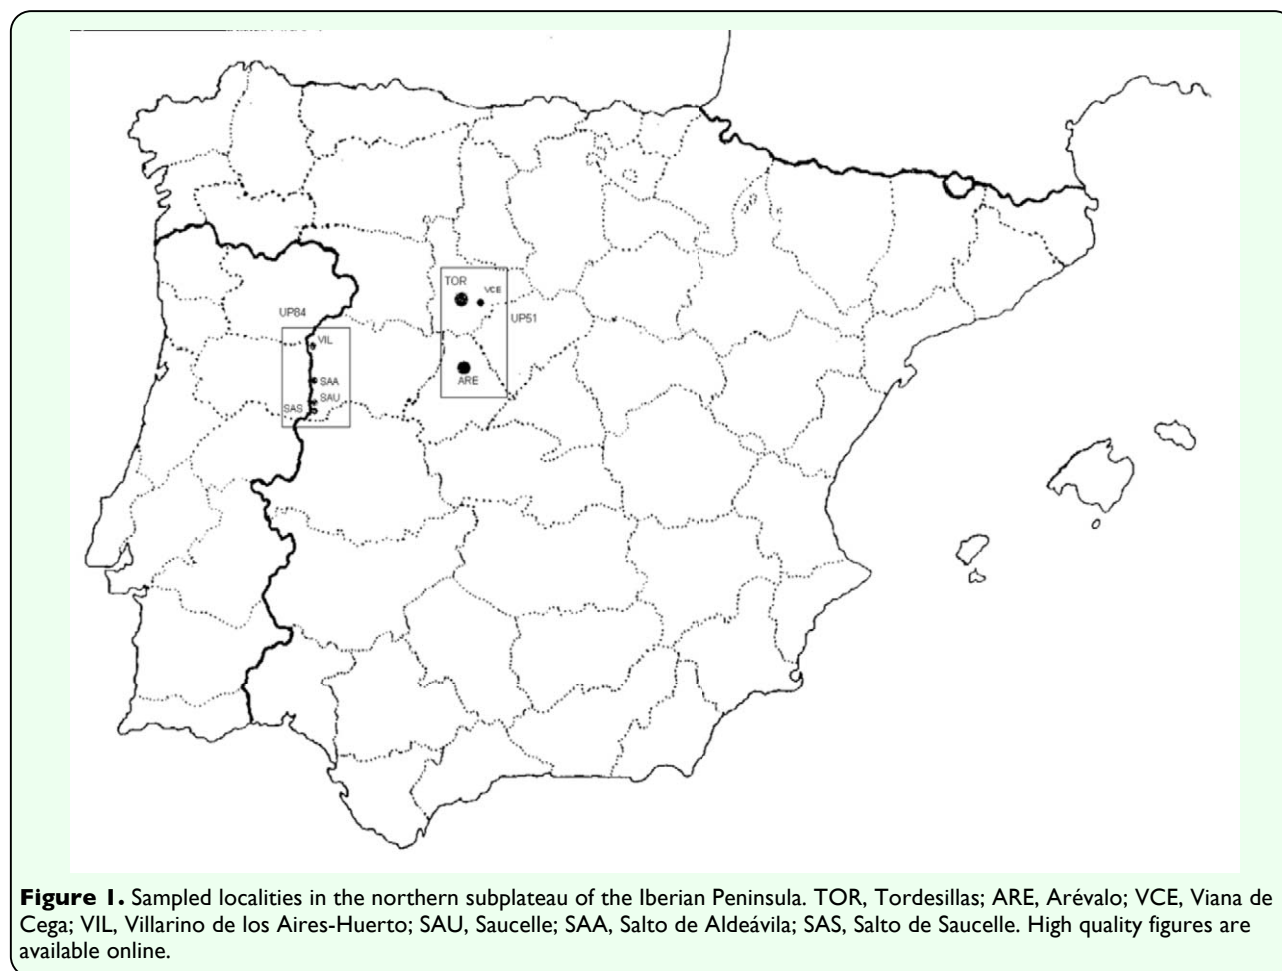 TOR
VCE
UP84
UP51
VIL
ARE
SAA
SAU
SAS
Figure 1. Sampled localities in the northern subplateau of the Iberian Peninsula. TOR, Tordesillas; ARE, Arévalo; VCE, Viana de
Cega; VIL, Villarino de los Aires-Huerto; SAU, Saucelle; SAA, Salto de Aldeávila; SAS, Salto de Saucelle. High quality figures are
available online.